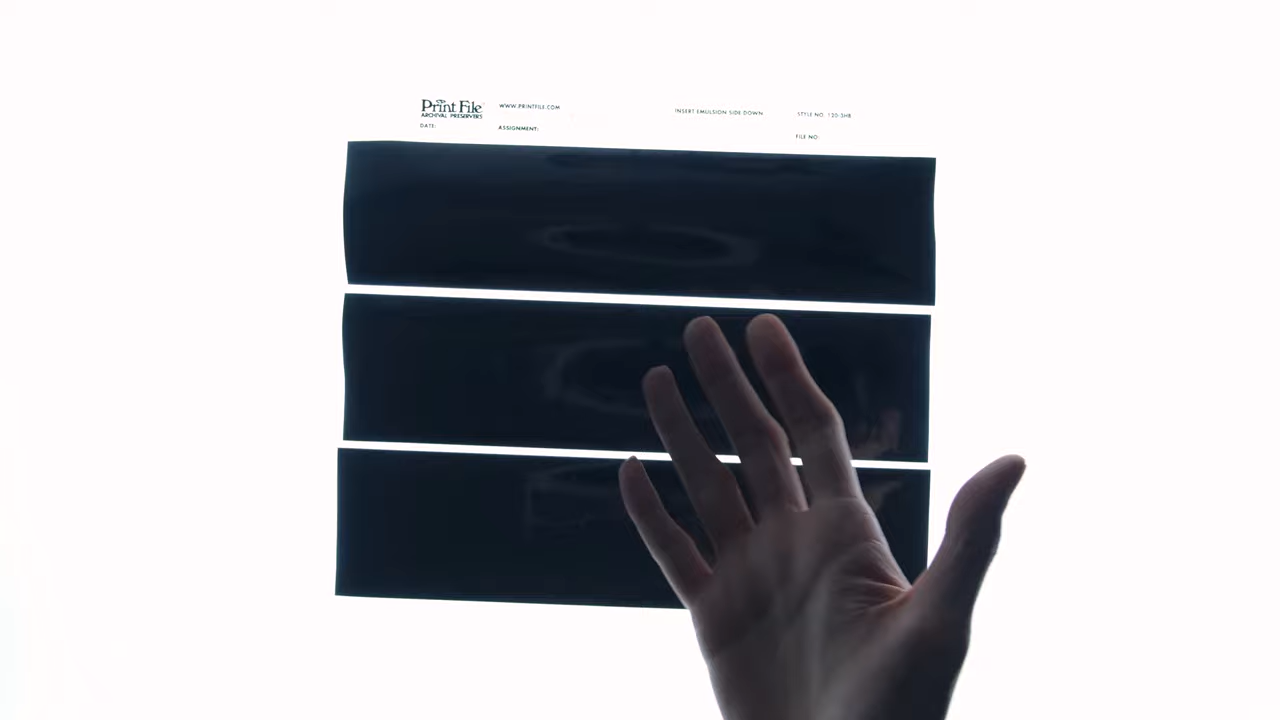 Print File
ARCHIVAL PRESERVERS
WWW.PRINTFILE.COM
INSERT EMULSION SIDE DOWN
STYLE NO. 120-3HB
DATE:
ASSIGNMENT:
FILE NO: